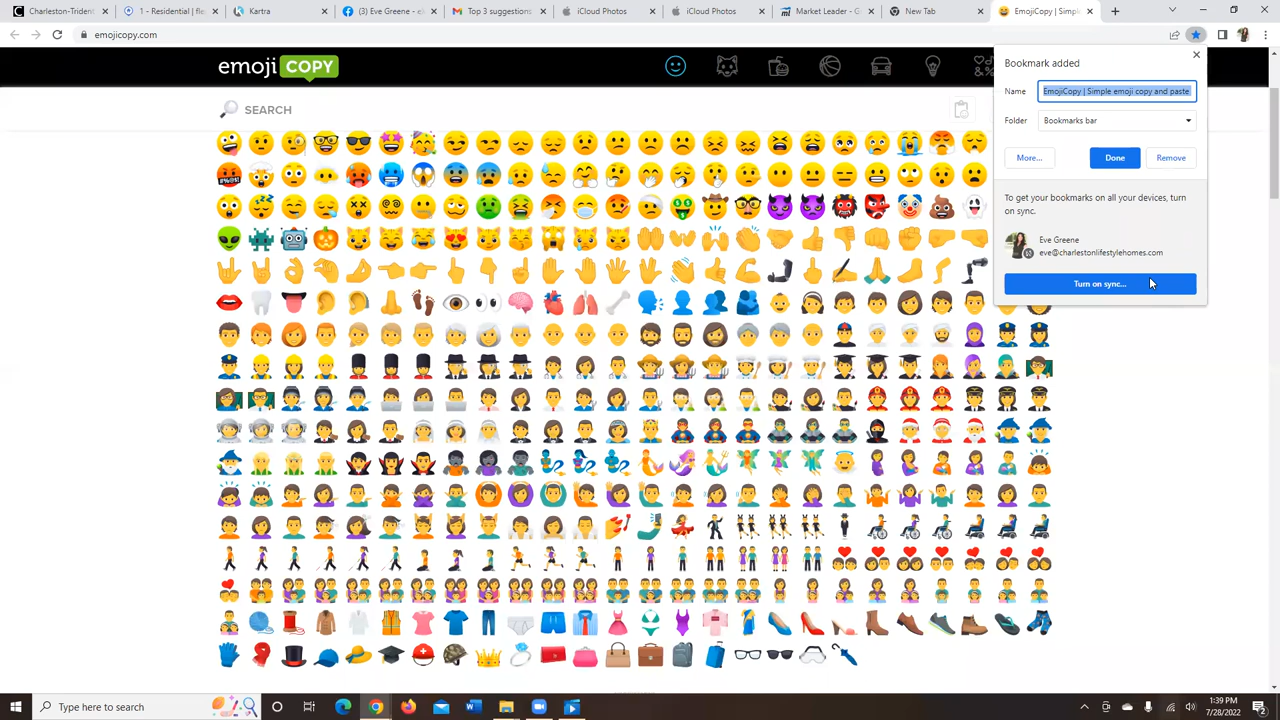 Charleston-Trident
1 - Residential | fle
Kartra
(3) Eve Greene - c
Top 3 suggestions
iCloud Photos
iCloud Photos
Market Leader - G
New Tab
EmojiCopy | Simpl
emojicopy.com
emoji COPY
SEARCH
Bookmark added
Name EmojiCopy | Simple emoji copy and paste
Folder Bookmarks bar
More... Done Remove
To get your bookmarks on all your devices, turn
on sync.
Eve Greene
eve@charlestonlifestylehomes.com
Turn on sync...
Type here to search
1:39 PM
7/28/2022
2